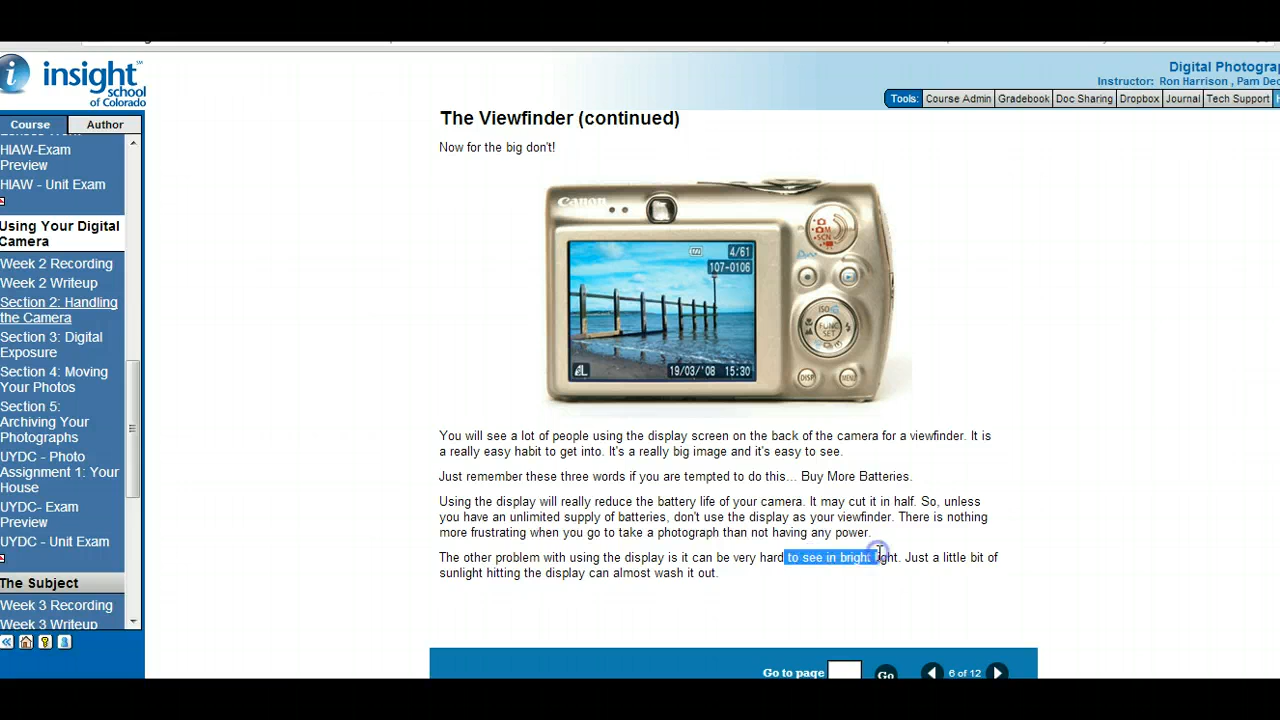 insight
school
of Colorado
Digital
Instructor: Ron Harrison , Pam
Tools: Course Admin Gradebook Doc Sharing Dropbox Journal Tech Support
Course Author
HIAW-Exam
Preview
HIAW - Unit Exam
Using Your Digital
Camera
Week 2 Recording
Week 2 Writeup
Section 2: Handling
the Camera
Section 3: Digital
Exposure
Section 4: Moving
Your Photos
Section 5:
Archiving Your
Photographs
UYDC - Photo
Assignment 1: Your
House
UYDC- Exam
Preview
UYDC - Unit Exam
The Subject
Week 3 Recording
Week 3 Writeup
The Viewfinder (continued)
Now for the big don't!
Canon
4/61
107-0106
L
19/03/'08 15:30
M
SCN
ISO
FUNC.
SET
DISP. MENU
You will see a lot of people using the display screen on the back of the camera for a viewfinder. It is
a really easy habit to get into. It's a really big image and it's easy to see.
Just remember these three words if you are tempted to do this... Buy More Batteries.
Using the display will really reduce the battery life of your camera. It may cut it in half. So, unless
you have an unlimited supply of batteries, don't use the display as your viewfinder. There is nothing
more frustrating when you go to take a photograph than not having any power.
The other problem with using the display is it can be very hard to see in bright light. Just a little bit of
sunlight hitting the display can almost wash it out.
Go to page Go 6 of 12